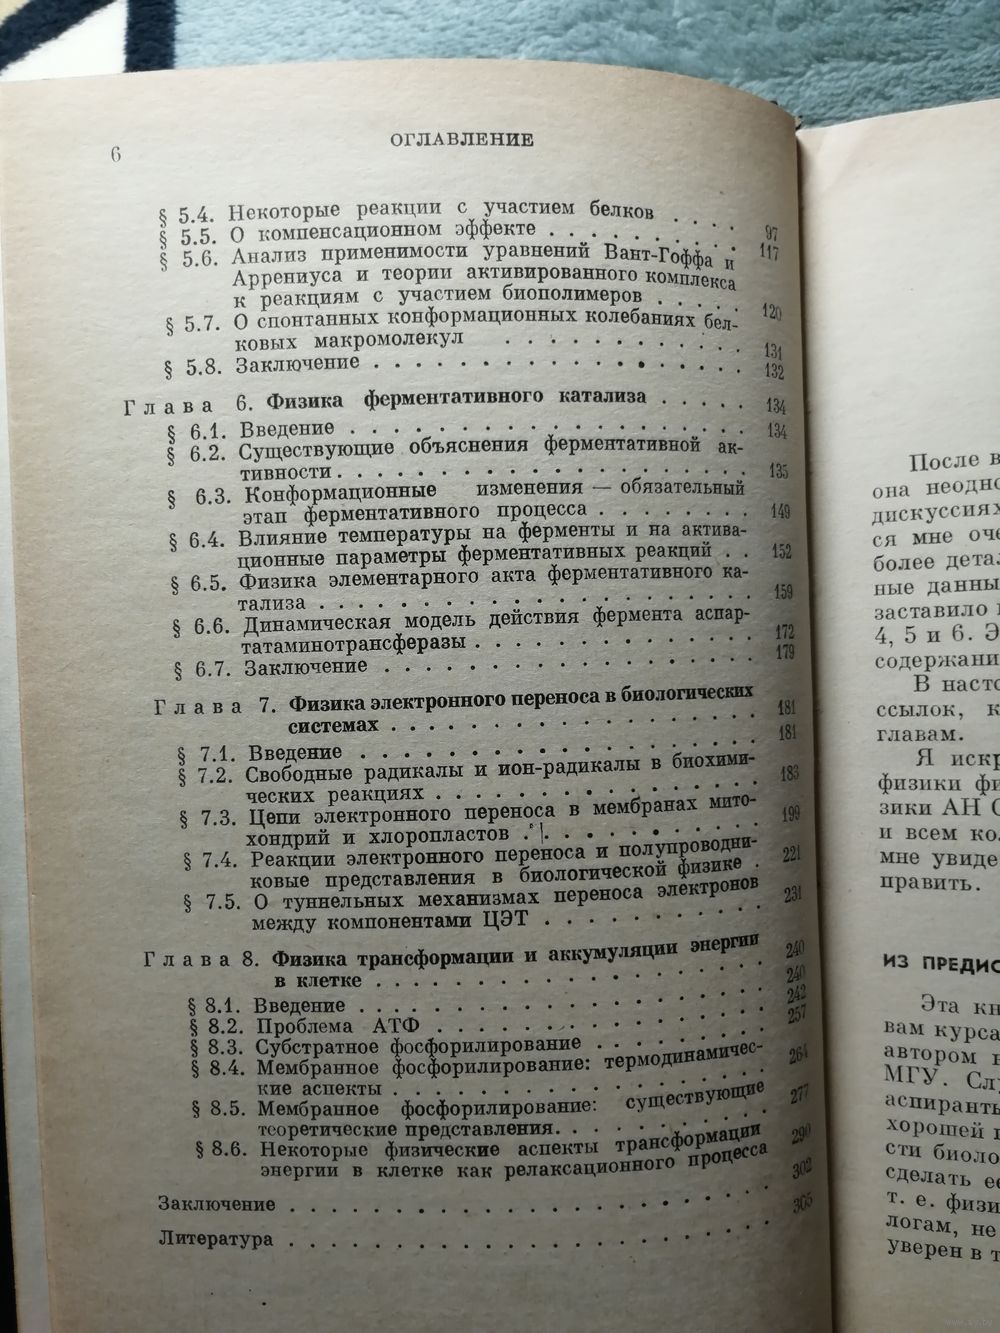 6
ОГЛАВЛЕНИЕ
§ 5.4. Некоторые реакции с участием белков . . . . 97
§ 5.5. О компенсационном эффекте . . . . . . . . . 117
§ 5.6. Анализ применимости уравнений Вант-Гоффа и
Аррениуса и теории активированного комплекса
к реакциям с участием биополимеров . . . . . 120
§ 5.7. О спонтанных конформационных колебаниях бел-
ковых макромолекул . . . . . . . . . . . 131
§ 5.8. Заключение . . . . . . . . . . . . . . . . . 132
Глава 6. Физика ферментативного катализа . . . . . 134
§ 6.1. Введение . . . . . . . . . . . . . . . . . . 134
§ 6.2. Существующие объяснения ферментативной ак-
тивности . . . . . . . . . . . . . . . . . . 135
§ 6.3. Конформационные изменения — обязательный
этап ферментативного процесса . . . . . . . . 149
§ 6.4. Влияние температуры на ферменты и на актива-
ционные параметры ферментативных реакций . . 152
§ 6.5. Физика элементарного акта ферментативного ка-
тализа . . . . . . . . . . . . . . . . . . . 159
§ 6.6. Динамическая модель действия фермента аспар-
татаминотрансферазы . . . . . . . . . . . . . 172
§ 6.7. Заключение . . . . . . . . . . . . . . . . . 179
Глава 7. Физика электронного переноса в биологических
системах . . . . . . . . . . . . . . . . . 181
§ 7.1. Введение . . . . . . . . . . . . . . . . . . 181
§ 7.2. Свободные радикалы и ион-радикалы в биохими-
ческих реакциях . . . . . . . . . . . . . . . 183
§ 7.3. Цепи электронного переноса в мембранах мито-
хондрий и хлоропластов . . . . . . . . . . . 199
§ 7.4. Реакции электронного переноса и полупроводни-
ковые представления в биологической физике . 221
§ 7.5. О туннельных механизмах переноса электронов
между компонентами ЦЭТ . . . . . . . . . . 231
Глава 8. Физика трансформации и аккумуляции энергии
в клетке . . . . . . . . . . . . . . . . . 240
§ 8.1. Введение . . . . . . . . . . . . . . . . . . 240
§ 8.2. Проблема АТФ . . . . . . . . . . . . . . . 242
§ 8.3. Субстратное фосфорилирование . . . . . . . . 257
§ 8.4. Мембранное фосфорилирование: термодинамичес-
кие аспекты . . . . . . . . . . . . . . . . . 264
§ 8.5. Мембранное фосфорилирование: существующие
теоретические представления. . . . . . . . . . 277
§ 8.6. Некоторые физические аспекты трансформации
энергии в клетке как релаксационного процесса 290
Заключение . . . . . . . . . . . . . . . . . . . . 302
Литература . . . . . . . . . . . . . . . . . . . . 305
После в
она неодно
дискуссиях
ся мне оче
более дета
ные данны
заставило
4, 5 и 6. Э
содержани
В насто
ссылок, к
главам.
Я искр
физики фи
зики АН С
и всем ко
мне увиде
править.
ИЗ ПРЕДИС
Эта кн
вам курса
автором
МГУ. Сл
аспиранты
хорошей
сти биоло
сделать ее
т. е. физи
логам, не
уверен в т